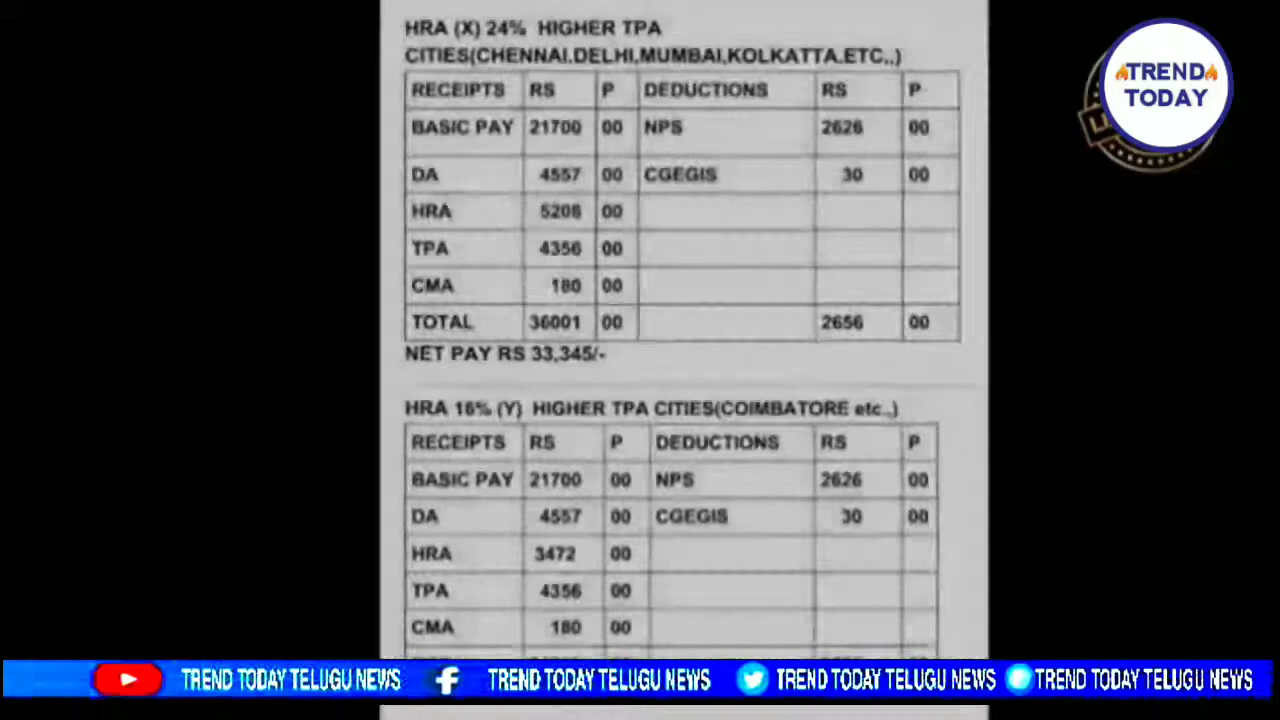 HRA (X) 24% HIGHER TPA
CITIES(CHENNAI.DELHI,MUMBAI,KOLKATTA.ETC,,)
RECEIPTS RS P DEDUCTIONS RS P
BASIC PAY 21700 00 NPS 2626 00
DA 4557 00 CGEGIS 30 00
HRA 5208 00
TPA 4356 00
CMA 180 00
TOTAL 36001 00 2656 00
NET PAY RS 33,345/-
HRA 16% (Y) HIGHER TPA CITIES(COIMBATORE etc.,)
RECEIPTS RS P DEDUCTIONS RS P
BASIC PAY 21700 00 NPS 2626 00
DA 4557 00 CGEGIS 30 00
HRA 3472 00
TPA 4356 00
CMA 180 00
TREND
TODAY
TREND TODAY TELUGU NEWS TREND TODAY TELUGU NEWS TREND TODAY TELUGU NEWS TREND TODAY TELUGU NEWS